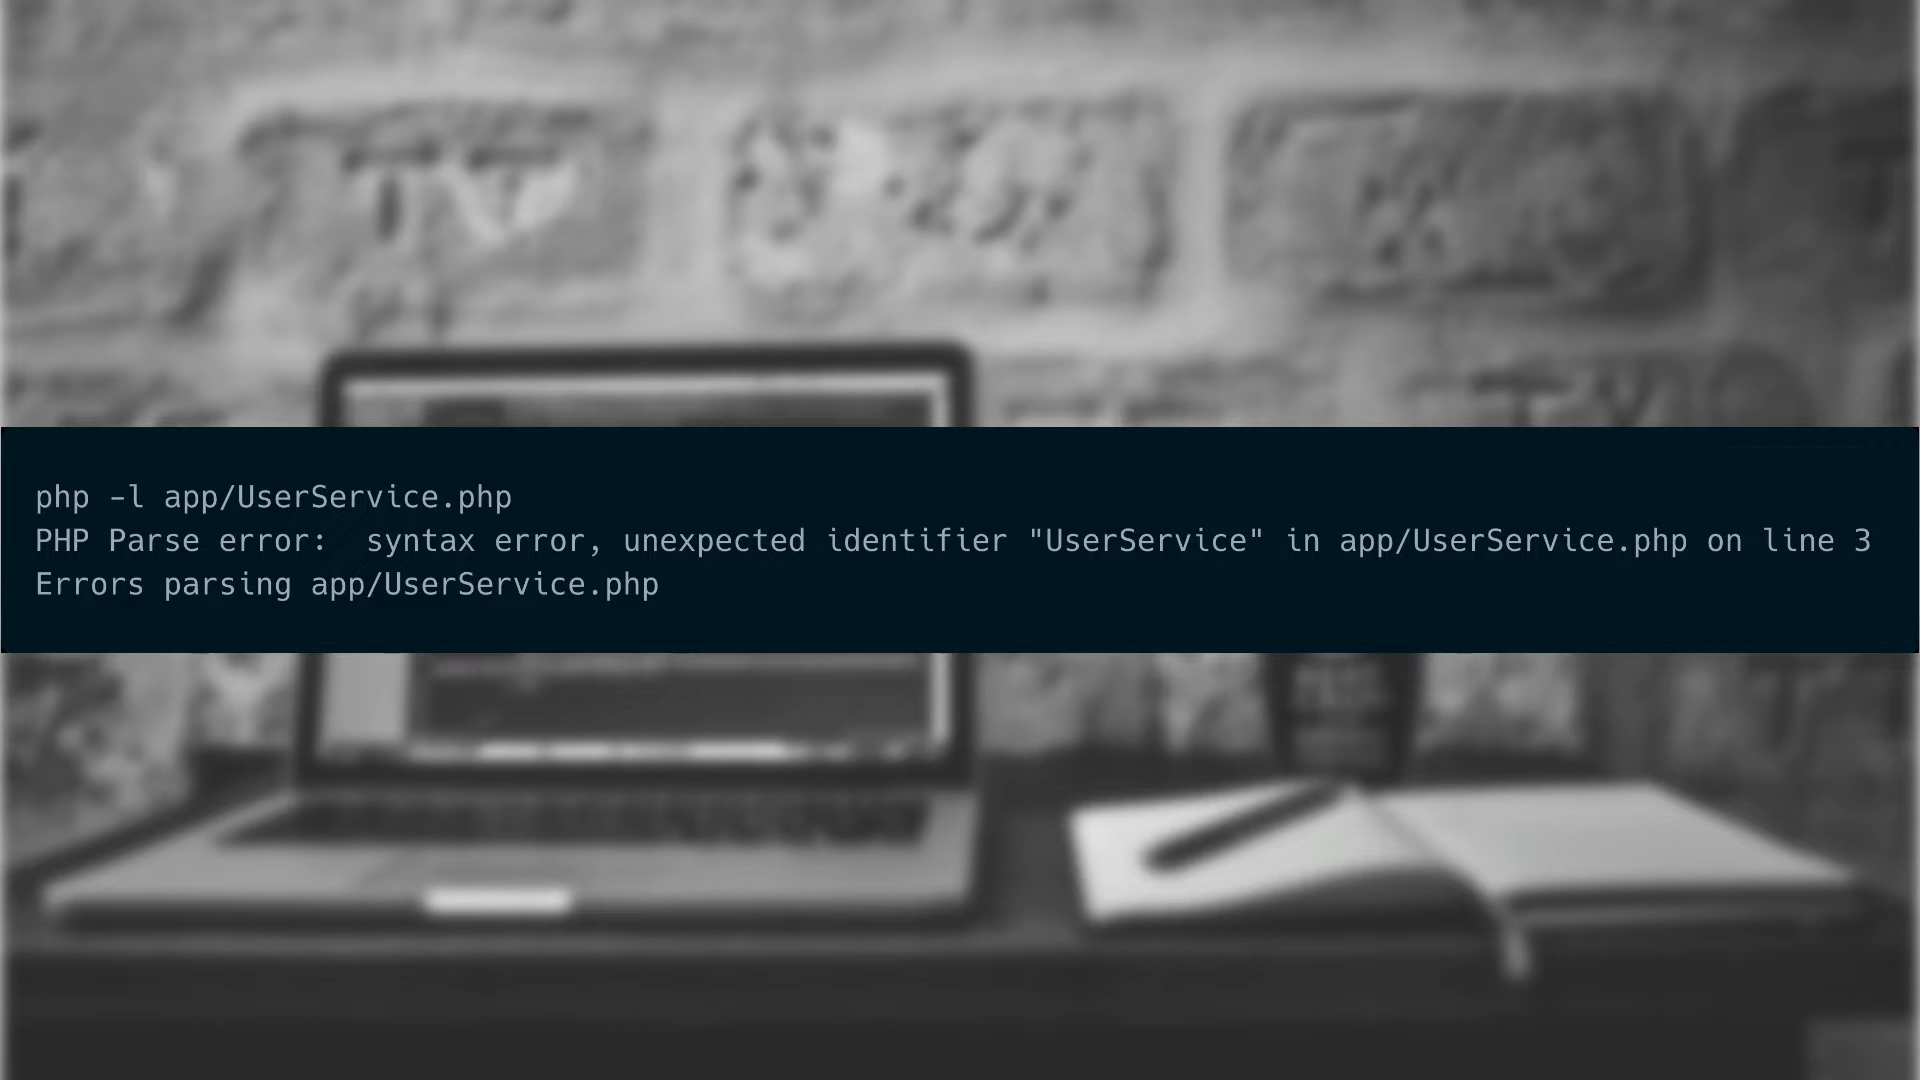 php -l app/UserService.php
PHP Parse error:  syntax error, unexpected identifier "UserService" in app/UserService.php on line 3
Errors parsing app/UserService.php